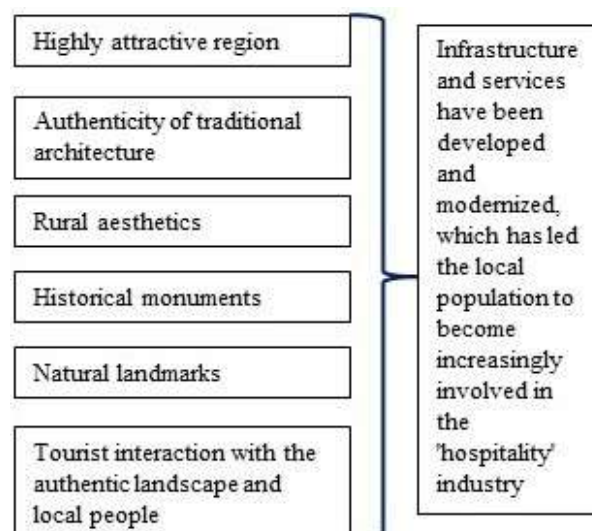 Highly attractive region
Authenticity of traditional
architecture
Rural aesthetics
Historical monuments
Natural landmarks
Tourist interaction with the
authentic landscape and
local people
Infrastructure
and services
have been
developed
and
modernized,
which has led
the local
population to
become
increasingly
involved in
the
'hospitality'
industry